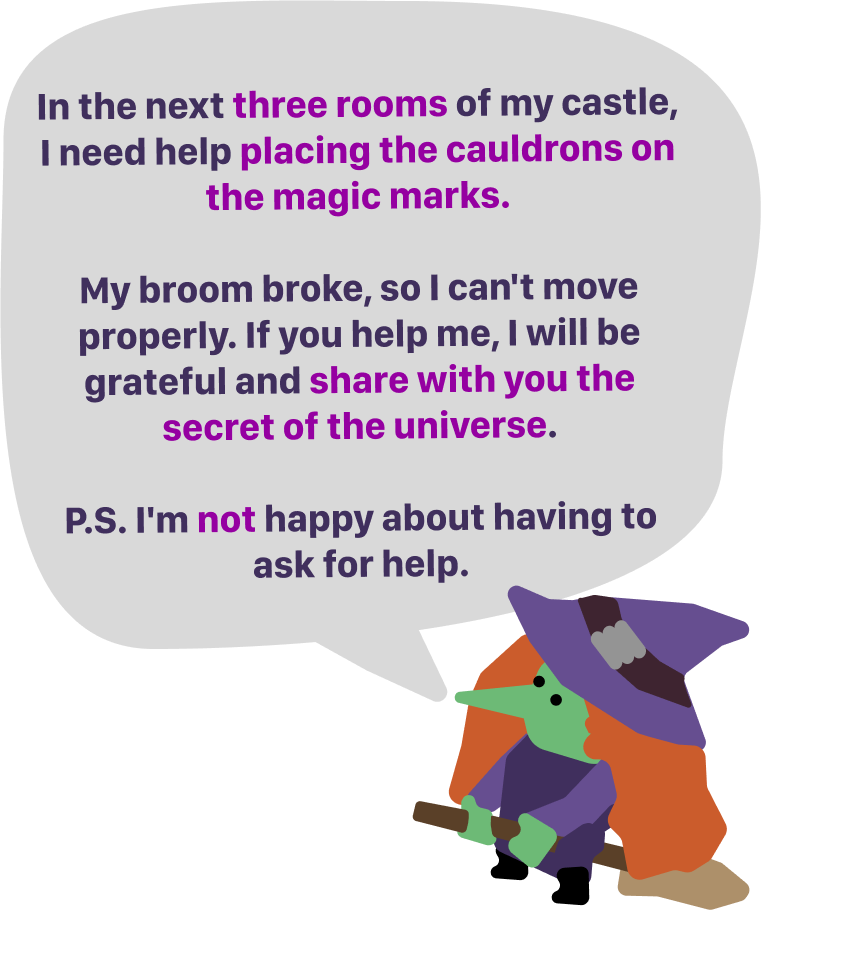 In the next three rooms of my castle,
I need help placing the cauldrons on
the magic marks.
My broom broke, so I can't move
properly. If you help me, I will be
grateful and share with you the
secret of the universe.
P.S. I'm not happy about having to
ask for help.